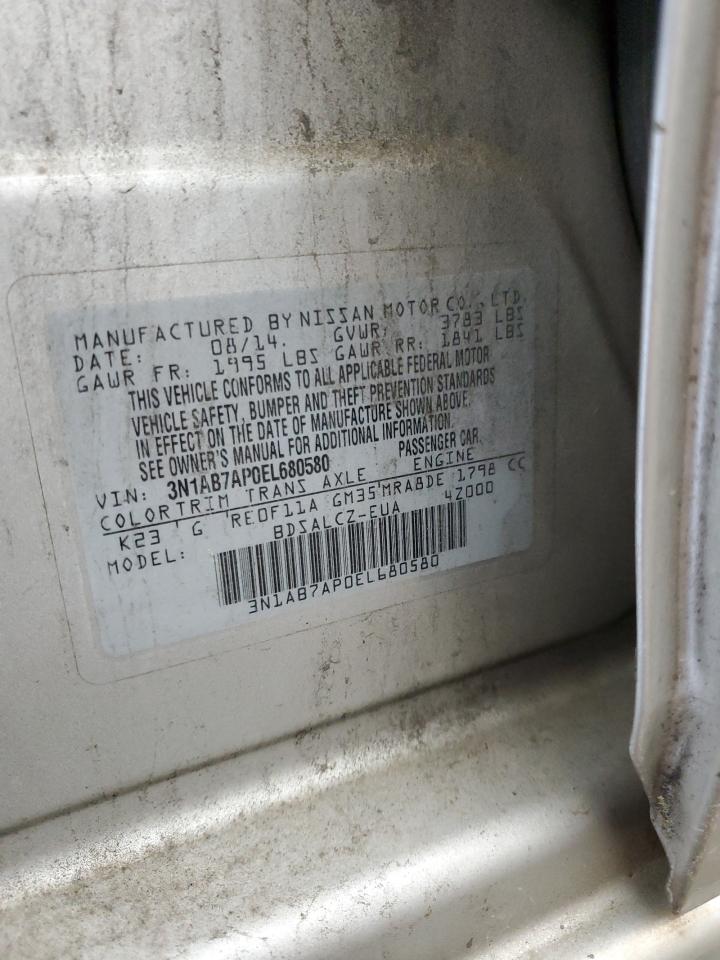 MANUFACTURED BY NISSAN MOTOR CO., LTD.
DATE: 08/14. GVWR: 3783 LBS
GAWR FR: 1995 LBS GAWR RR: 1841 LBS
THIS VEHICLE CONFORMS TO ALL APPLICABLE FEDERAL MOTOR
VEHICLE SAFETY, BUMPER AND THEFT PREVENTION STANDARDS
IN EFFECT ON THE DATE OF MANUFACTURE SHOWN ABOVE.
SEE OWNER'S MANUAL FOR ADDITIONAL INFORMATION.
VIN: 3N1AB7AP0EL680580 PASSENGER CAR
COLOR TRIM TRANS AXLE ENGINE
K23 G RE0F11A GM35 MRA8DE 1798 CC
MODEL: BDSALCZ-EUA 4Z000
3N1AB7AP0EL680580